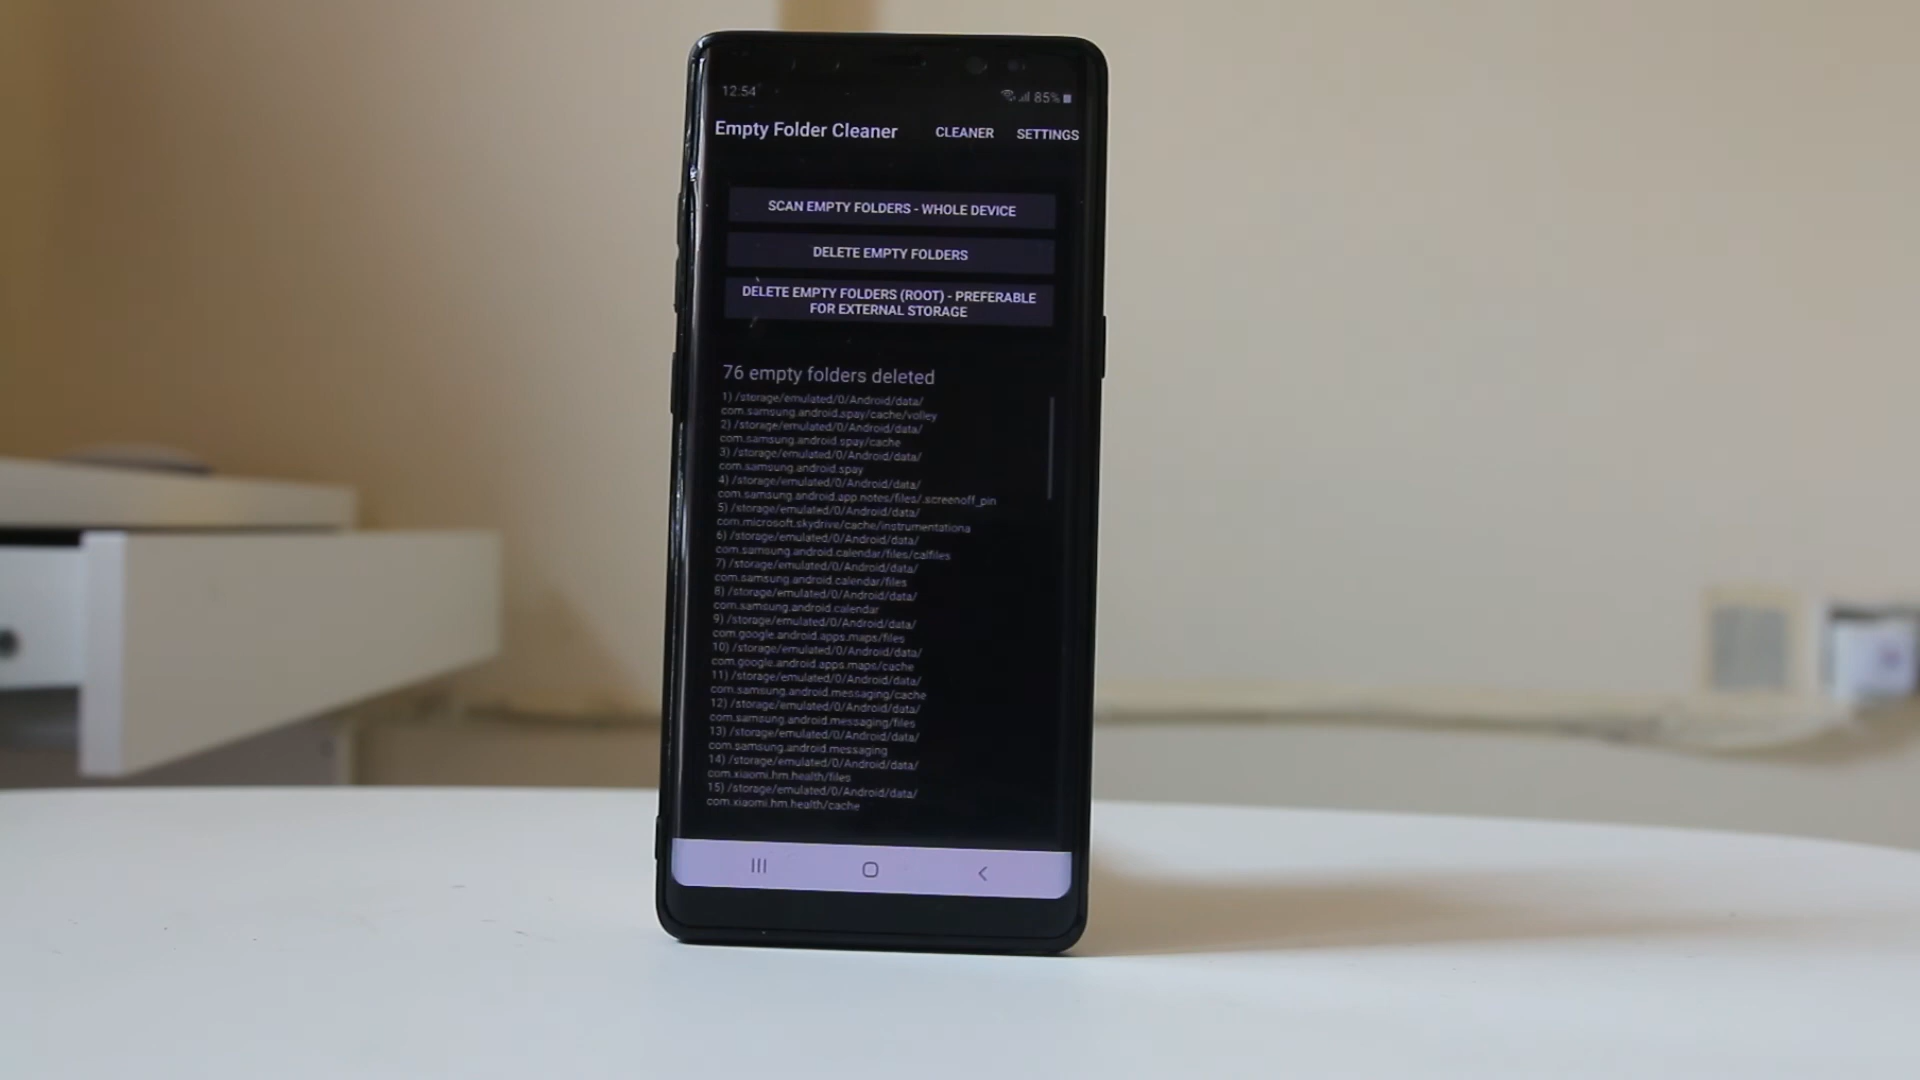 12.54
85%
Empty Folder Cleaner
CLEANER
SETTINGS
SCAN EMPTY FOLDERS - WHOLE DEVICE
DELETE EMPTY FOLDERS
DELETE EMPTY FOLDERS (ROOT) - PREFERABLE
FOR EXTERNAL STORAGE
76 empty folders deleted
1) /storage/emulated/0/Android/data/
com.samsung.android.spay/cache/volley
2) /storage/emulated/0/Android/data/
com.samsung.android.spay/cache
3) /storage/emulated/0/Android/data/
com.samsung.android.spay
4) /storage/emulated/0/Android/data/
com.samsung.android.app.notes/files/.screenoff_pin
5) /storage/emulated/0/Android/data/
com.microsoft.skydrive/cache/instrumentationa
6) /storage/emulated/0/Android/data/
com.samsung.android.calendar/files/calfiles
7) /storage/emulated/0/Android/data/
com.samsung.android.calendar/files
8) /storage/emulated/0/Android/data/
com.samsung.android.calendar
9) /storage/emulated/0/Android/data/
com.google.android.apps.maps/files
10) /storage/emulated/0/Android/data/
com.google.android.apps.maps/cache
11) /storage/emulated/0/Android/data/
com.samsung.android.messaging/cache
12) /storage/emulated/0/Android/data/
com.samsung.android.messaging/files
13) /storage/emulated/0/Android/data/
com.samsung.android.messaging
14) /storage/emulated/0/Android/data/
com.xiaomi.hm.health/files
15) /storage/emulated/0/Android/data/
com.xiaomi.hm.health/cache